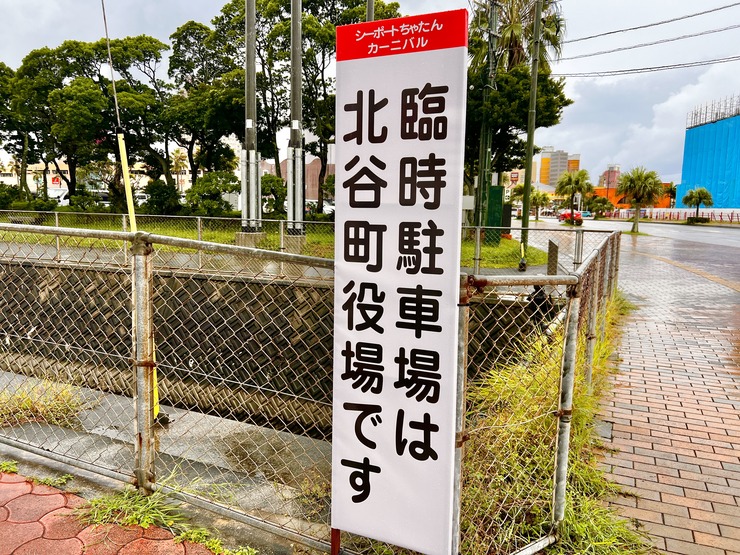 シーポートちゃたん
カーニバル
臨時駐車場は
北谷町役場です